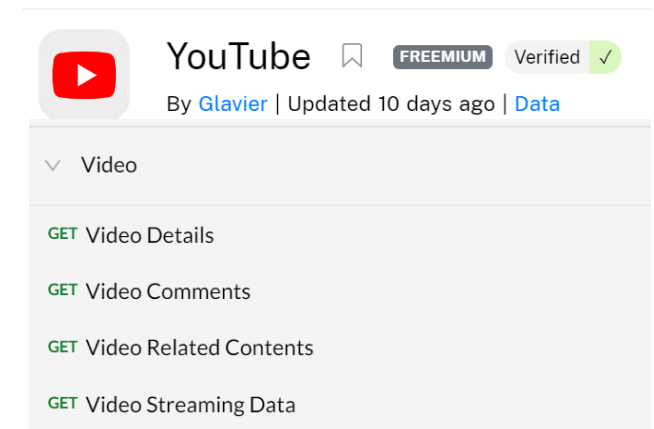 YouTube FREEMIUM Verified ✓
By Glavier | Updated 10 days ago | Data
Video
GET Video Details
GET Video Comments
GET Video Related Contents
GET Video Streaming Data